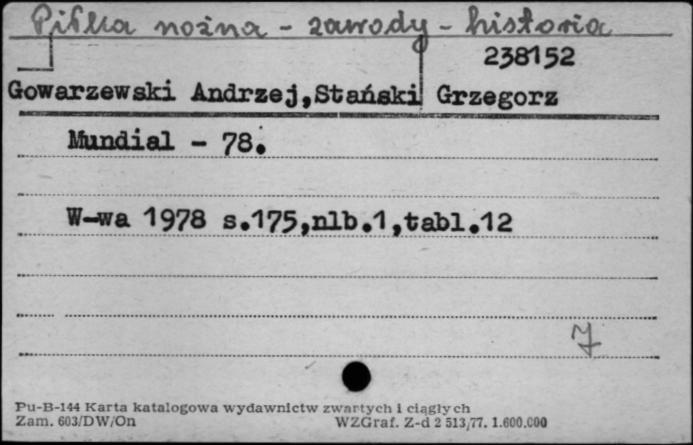 Piłka nożna - zawody - historia
238152
Gowarzewski Andrzej,Stański Grzegorz
Mundial - 78.
W-wa 1978 s.175,nlb.1,tabl.12
7
Pu-B-144 Karta katalogowa wydawnictw zwartych i ciągłych
Zam. 603/DW/On WZGraf. Z-d 2 513/77. 1.600.000